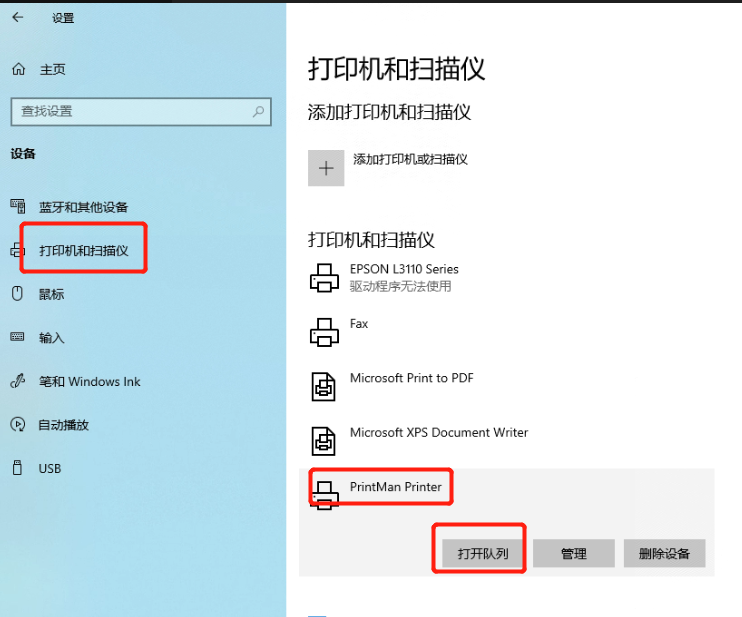 设置
主页
查找设置
设备
蓝牙和其他设备
打印机和扫描仪
鼠标
输入
笔和 Windows Ink
自动播放
USB
打印机和扫描仪
添加打印机和扫描仪
添加打印机或扫描仪
打印机和扫描仪
EPSON L3110 Series
驱动程序无法使用
Fax
Microsoft Print to PDF
Microsoft XPS Document Writer
PrintMan Printer
打开队列 管理 删除设备